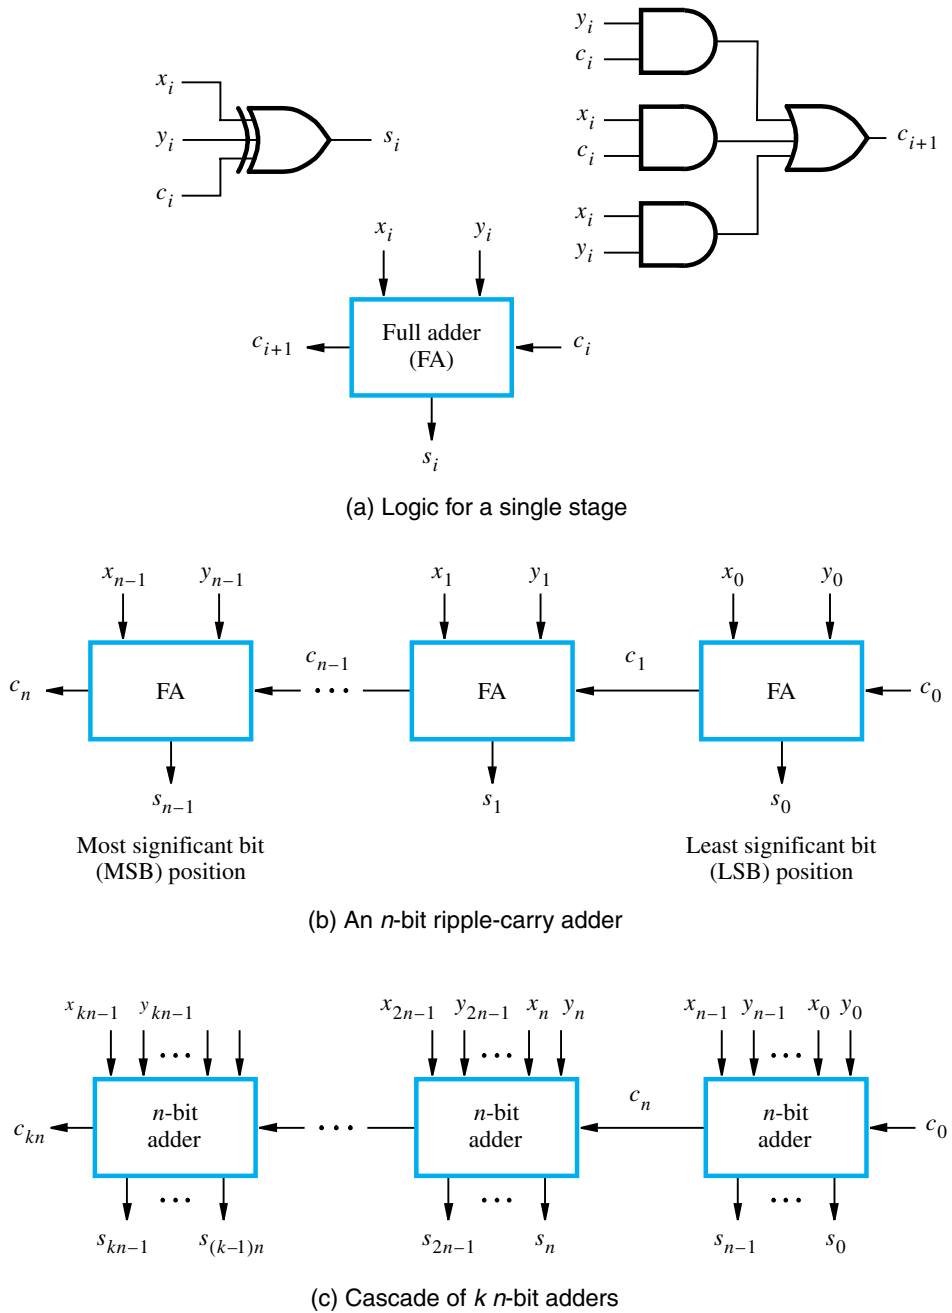 y_i
c_i
x_i
y_i
c_i
s_i
x_i
c_i
c_{i+1}
x_i
y_i
x_i y_i
c_{i+1} Full adder (FA) c_i
s_i
(a) Logic for a single stage
x_{n−1} y_{n−1} x_1 y_1 x_0 y_0
c_{n−1} c_1
c_n FA • • • FA FA c_0
s_{n−1} s_1 s_0
Most significant bit
(MSB) position
Least significant bit
(LSB) position
(b) An n-bit ripple-carry adder
x_{kn−1} y_{kn−1} x_{2n−1} y_{2n−1} x_n y_n x_{n−1} y_{n−1} x_0 y_0
• • • • • • • • •
c_n
n-bit n-bit n-bit
c_{kn} adder • • • adder adder c_0
• • • • • • • • •
s_{kn−1} s_{(k−1)n} s_{2n−1} s_n s_{n−1} s_0
(c) Cascade of k n-bit adders